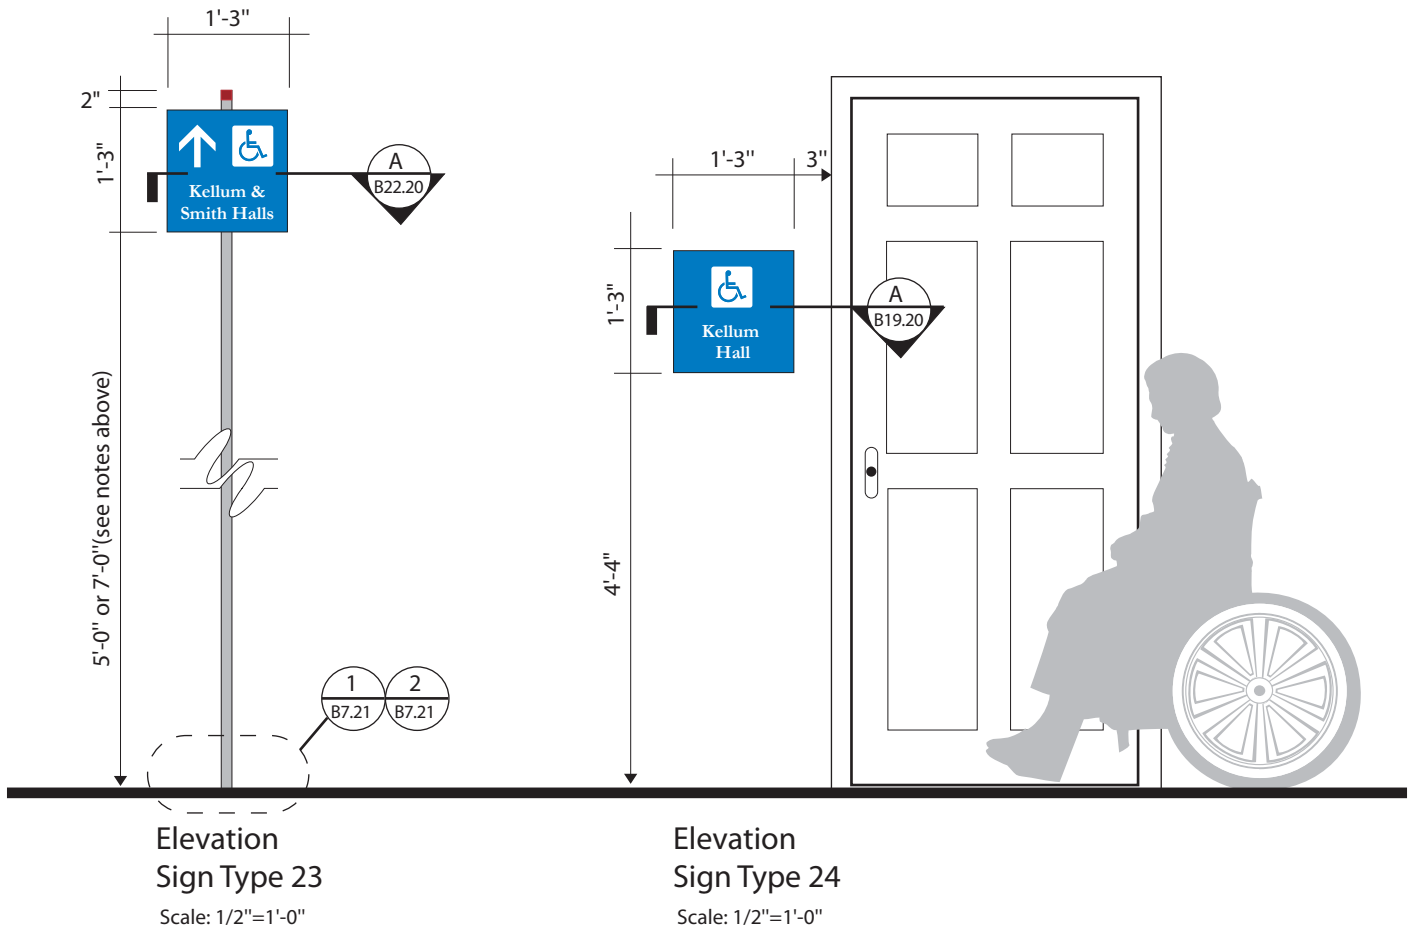 1'-3"
2"
1'-3"
Kellum &
Smith Halls
A
B22.20
5'-0" or 7'-0"(see notes above)
1
B7.21
2
B7.21
Elevation
Sign Type 23
Scale: 1/2"=1'-0"
1'-3"
3"
1'-3"
Kellum
Hall
A
B19.20
4'-4"
Elevation
Sign Type 24
Scale: 1/2"=1'-0"